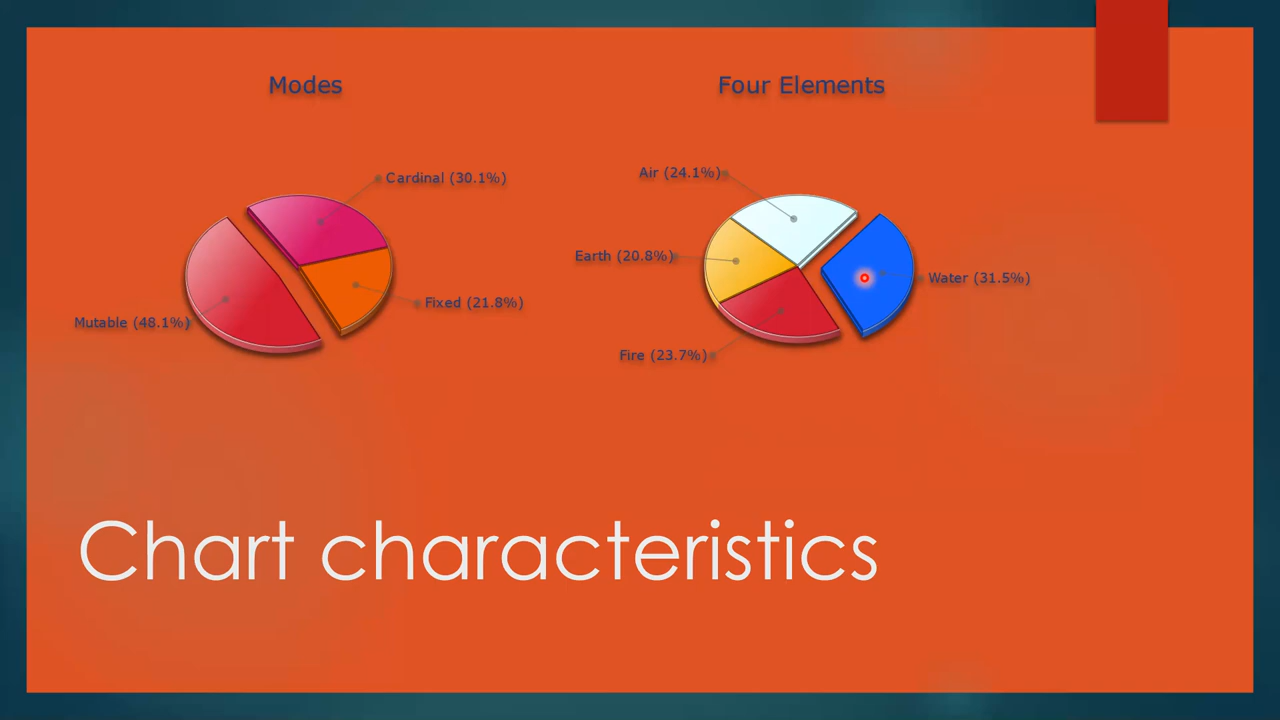 Modes
Four Elements
Cardinal (30.1%)
Fixed (21.8%)
Mutable (48.1%)
Air (24.1%)
Earth (20.8%)
Water (31.5%)
Fire (23.7%)
Chart characteristics